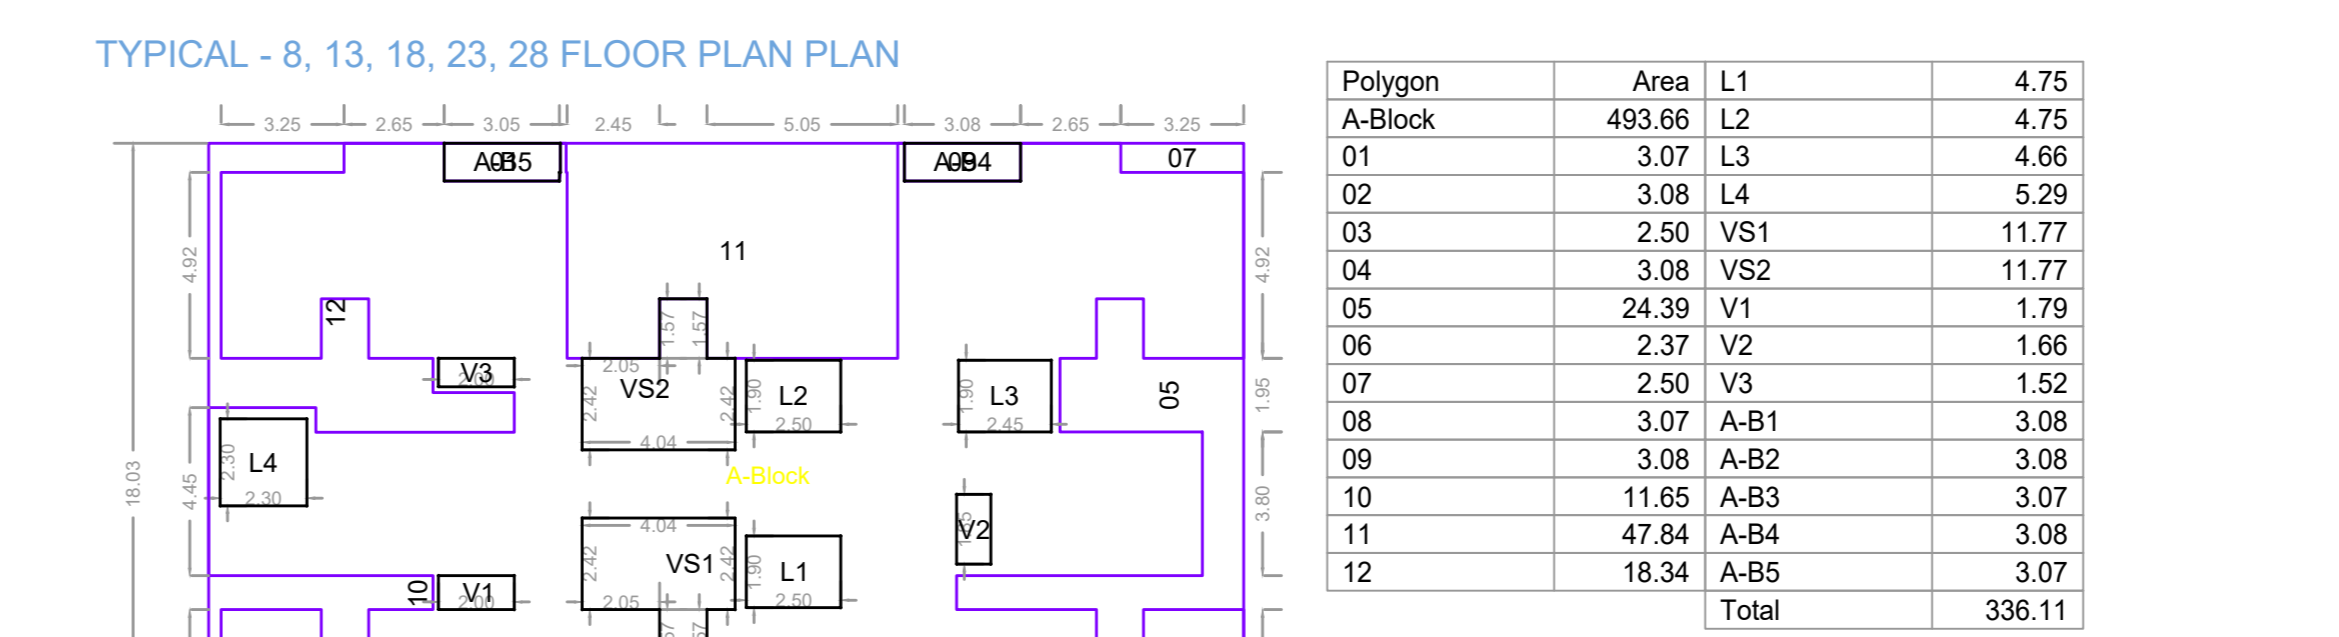 TYPICAL - 8, 13, 18, 23, 28 FLOOR PLAN PLAN
3.25 2.65 3.05 2.45 5.05 3.08 2.65 3.25
07
4.92 11 4.92
12
1.57 1.57
V3 2.00
2.05 VS2 2.42 2.42 4.04
1.90 L2 2.50
1.90 L3 2.45
05 1.95
18.03 4.45
L4 2.30 2.30
A-Block
3.80
4.04 VS1 2.42 2.42 2.05
1.90 L1 2.50
V2
10 V1 2.00
Polygon Area L1 4.75
A-Block 493.66 L2 4.75
01 3.07 L3 4.66
02 3.08 L4 5.29
03 2.50 VS1 11.77
04 3.08 VS2 11.77
05 24.39 V1 1.79
06 2.37 V2 1.66
07 2.50 V3 1.52
08 3.07 A-B1 3.08
09 3.08 A-B2 3.08
10 11.65 A-B3 3.07
11 47.84 A-B4 3.08
12 18.34 A-B5 3.07
Total 336.11